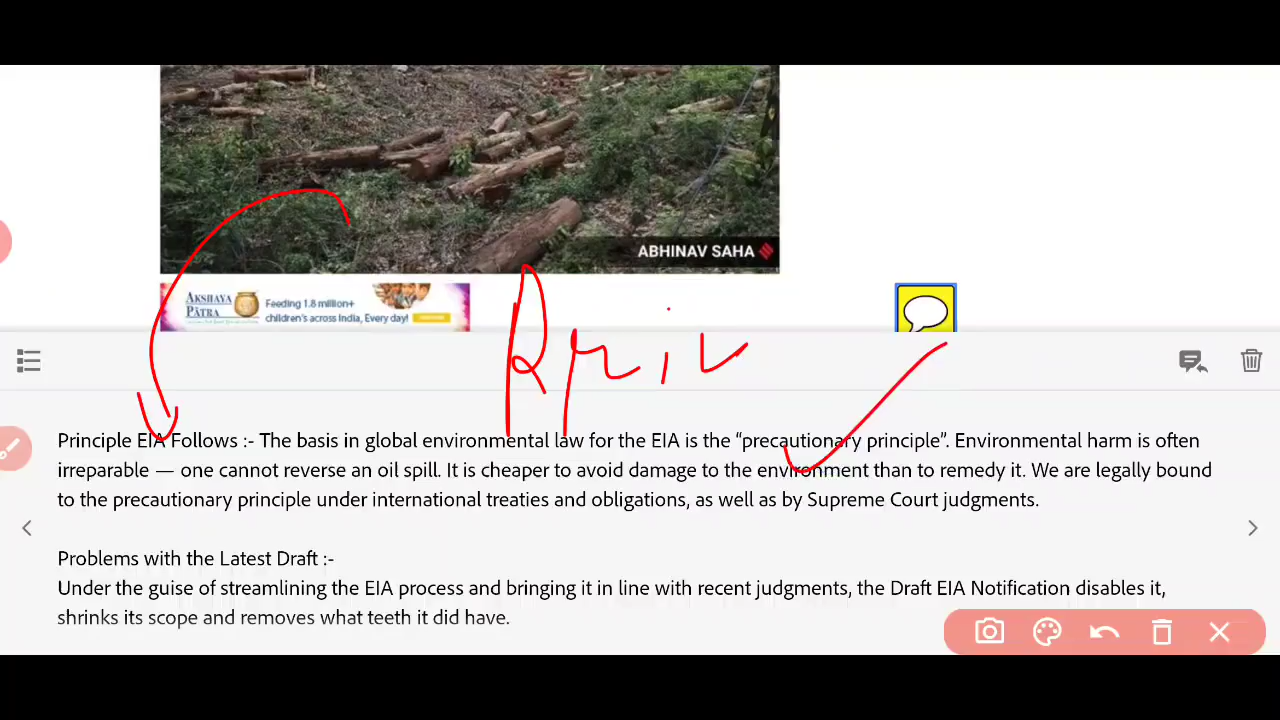 ABHINAV SAHA
AKSHAYA
PATRA
Feeding 1.8 million+
children's across India, Every day!
Principle EIA Follows :- The basis in global environmental law for the EIA is the “precautionary principle”. Environmental harm is often
irreparable — one cannot reverse an oil spill. It is cheaper to avoid damage to the environment than to remedy it. We are legally bound
to the precautionary principle under international treaties and obligations, as well as by Supreme Court judgments.
Problems with the Latest Draft :-
Under the guise of streamlining the EIA process and bringing it in line with recent judgments, the Draft EIA Notification disables it,
shrinks its scope and removes what teeth it did have.